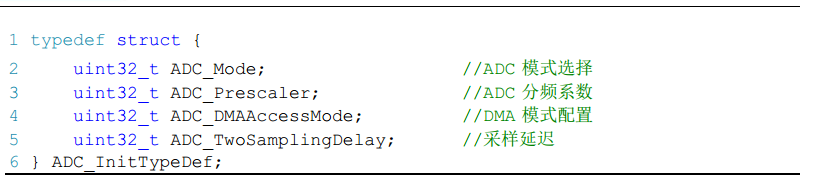 1 typedef struct {
2 uint32_t ADC_Mode; //ADC 模式选择
3 uint32_t ADC_Prescaler; //ADC 分频系数
4 uint32_t ADC_DMAAccessMode; //DMA 模式配置
5 uint32_t ADC_TwoSamplingDelay; //采样延迟
6 } ADC_InitTypeDef;